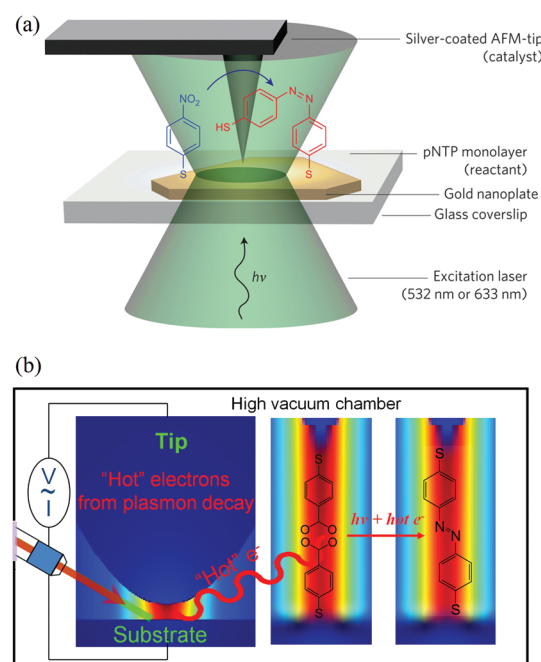 (a)
Silver-coated AFM-tip
(catalyst)
NO2
N
N
HS
S
S
pNTP monolayer
(reactant)
Gold nanoplate
Glass coverslip
hν
Excitation laser
(532 nm or 633 nm)
(b)
High vacuum chamber
Tip
"Hot" electrons
from plasmon decay
V
~
I
"Hot" e-
Substrate
S
O
O
O
O
S
hν + hot e-
S
N
N
S